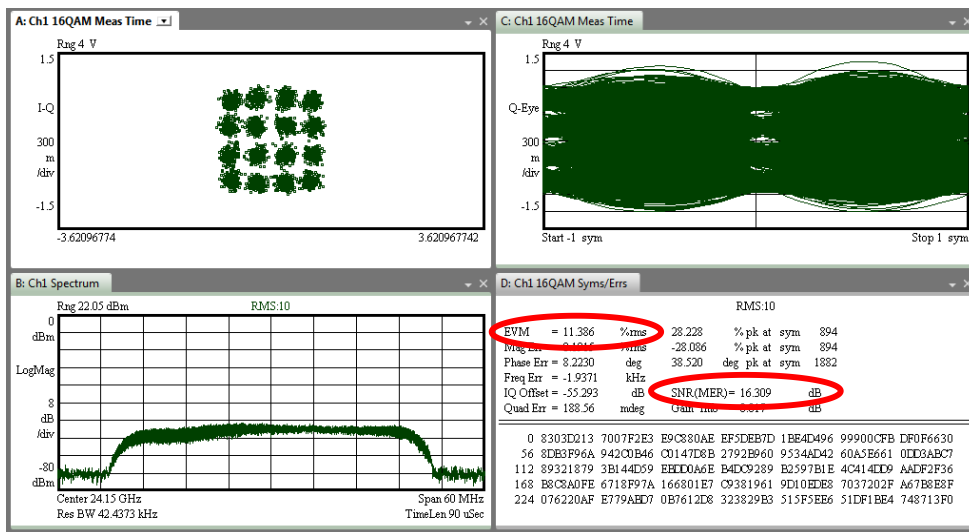 A: Ch1 16QAM Meas Time
Rng 4 V
1.5
I-Q
300
m
/div
-1.5
-3.62096774
3.620967742
C: Ch1 16QAM Meas Time
Rng 4 V
1.5
Q-Eye
300
m
/div
-1.5
Start -1 sym
Stop 1 sym
B: Ch1 Spectrum
Rng 22.05 dBm
RMS:10
0
dBm
LogMag
8
dB
/div
-80
dBm
Center 24.15 GHz
Span 60 MHz
Res BW 42.4373 kHz
TimeLen 90 uSec
D: Ch1 16QAM Syms/Errs
RMS:10
EVM = 11.386 %rms 28.228 % pk at sym 894
Mag Err = %rms -28.086 % pk at sym 894
Phase Err = 8.2230 deg 38.520 deg pk at sym 1882
Freq Err = -1.9371 kHz
IQ Offset = -55.293 dB SNR(MER)= 16.309 dB
Quad Err = 188.56 mdeg Gain dB
0 8303D213 7007F2E3 E9C880AE EF5DEB7D 1BE4D496 99900CFB DF0F6630
56 8DB3F96A 942C0B46 C0147D8B 2792B960 9534AD42 60A5E661 0DD3ABC7
112 89321879 3B144D59 EBDD0A6E B4DC9289 B2597B1E 4C414DD9 AADF2F36
168 B8C8A0FE 6718F97A 166801E7 C9381961 9D10EDE8 7037202F A67B8E8F
224 076220AF E779ABD7 0B7612D8 323829B3 515F5EE6 51DF1BE4 748713F0